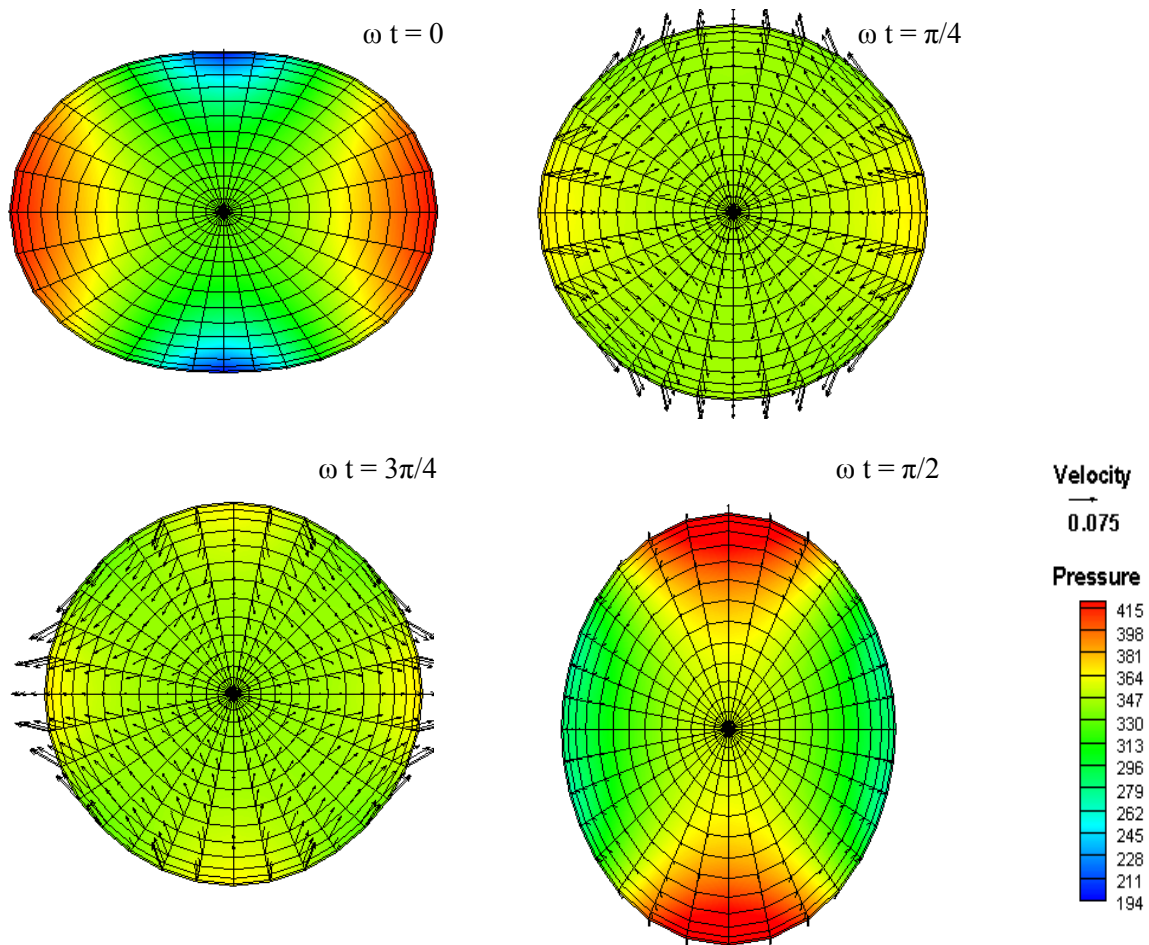 ω t = 0
ω t = π/4
ω t = 3π/4
ω t = π/2
Velocity
0.075
Pressure
415
398
381
364
347
330
313
296
279
262
245
228
211
194